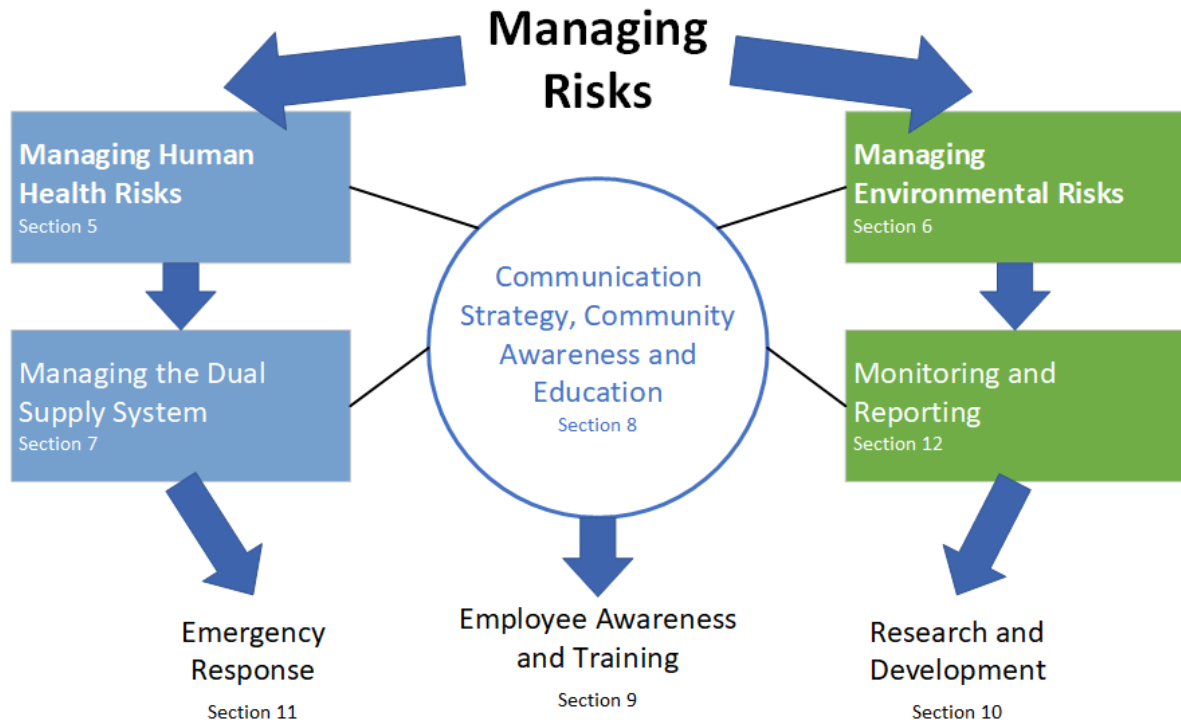 Managing
Risks
Managing Human
Health Risks
Section 5
Managing
Environmental Risks
Section 6
Communication
Strategy, Community
Awareness and
Education
Section 8
Managing the Dual
Supply System
Section 7
Monitoring and
Reporting
Section 12
Emergency
Response
Section 11
Employee Awareness
and Training
Section 9
Research and
Development
Section 10